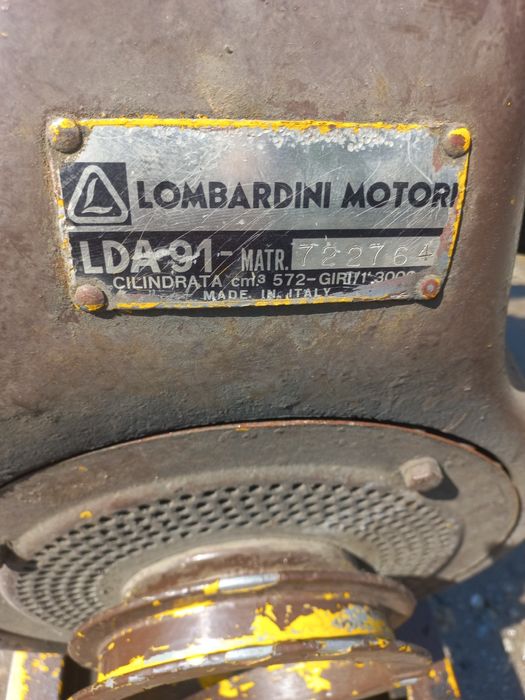 LOMBARDINI MOTORI
LDA 91- MATR. 722764
CILINDRATA cm³ 572-GIRI/1' 3000
MADE IN ITALY